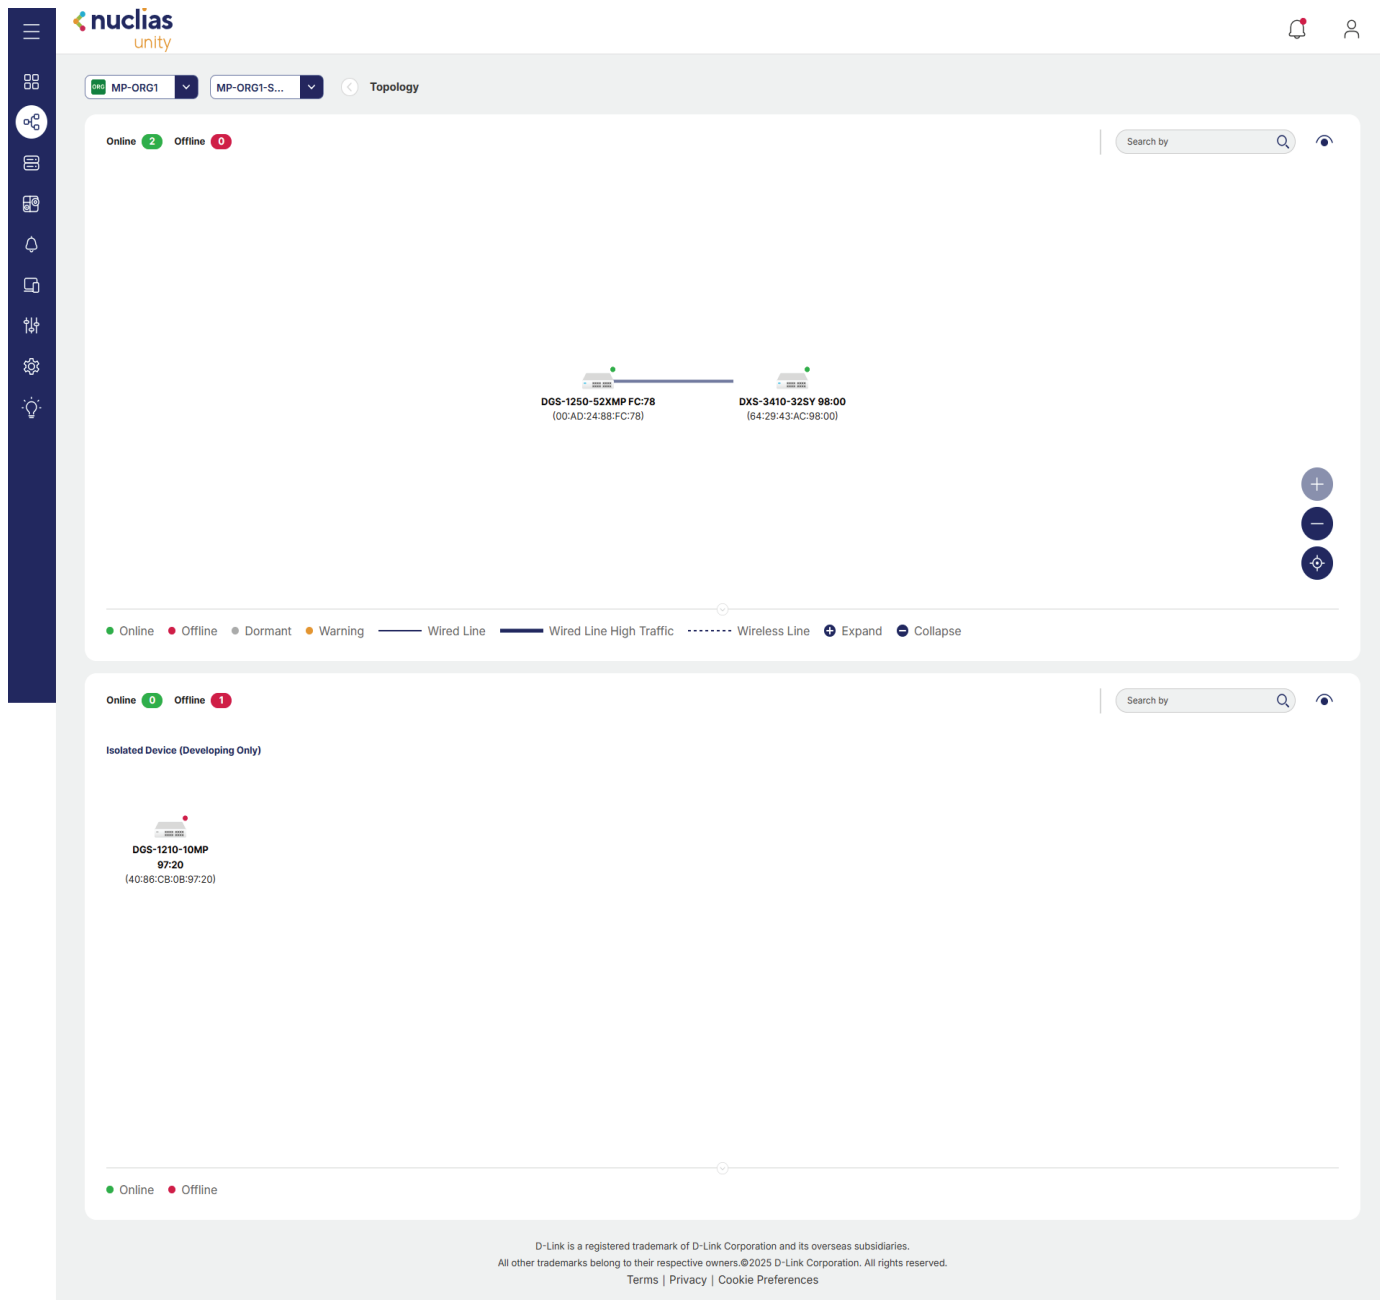 nuclias
unity
ORG MP-ORG1
MP-ORG1-S...
Topology
Online 2 Offline 0
Search by
DGS-1250-52XMP FC:78
(00:AD:24:88:FC:78)
DXS-3410-32SY 98:00
(64:29:43:AC:98:00)
Online Offline Dormant Warning Wired Line Wired Line High Traffic Wireless Line Expand Collapse
Online 0 Offline 1
Search by
Isolated Device (Developing Only)
DGS-1210-10MP
97:20
(40:86:CB:0B:97:20)
Online Offline
D-Link is a registered trademark of D-Link Corporation and its overseas subsidiaries.
All other trademarks belong to their respective owners.©2025 D-Link Corporation. All rights reserved.
Terms | Privacy | Cookie Preferences